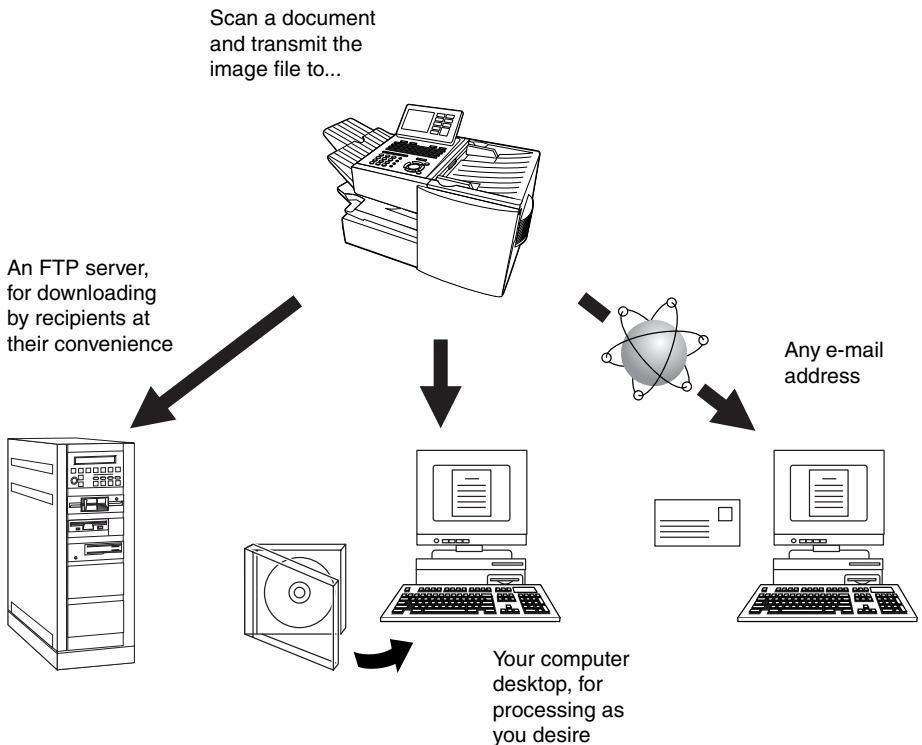 Scan a document
and transmit the
image file to...
An FTP server,
for downloading
by recipients at
their convenience
Any e-mail
address
Your computer
desktop, for
processing as
you desire